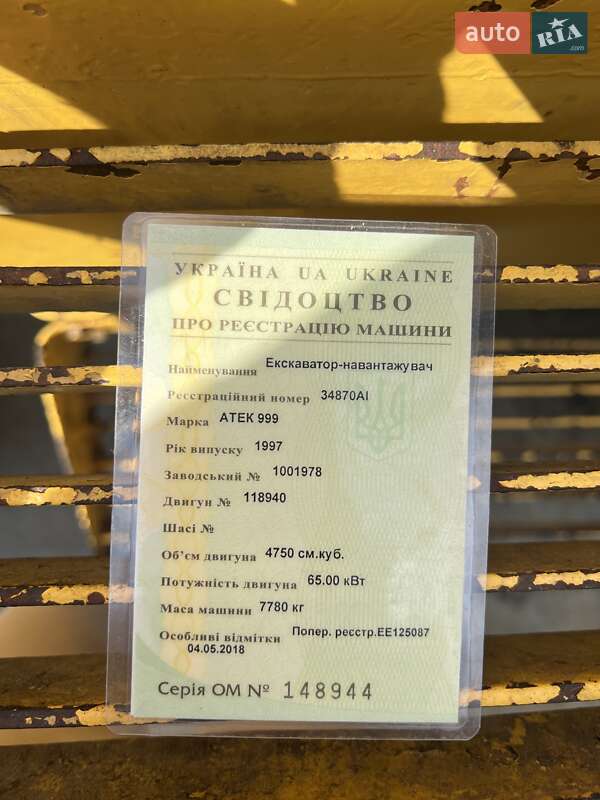 auto RIA .com
УКРАЇНА UA UKRAINE
СВІДОЦТВО
ПРО РЕЄСТРАЦІЮ МАШИНИ
Найменування Екскаватор-навантажувач
Реєстраційний номер 34870АІ
Марка АТЕК 999
Рік випуску 1997
Заводський № 1001978
Двигун № 118940
Шасі №
Об'єм двигуна 4750 см.куб.
Потужність двигуна 65.00 кВт
Маса машини 7780 кг
Особливі відмітки Попер. реєстр.ЕЕ125087
04.05.2018
Серія ОМ № 148944